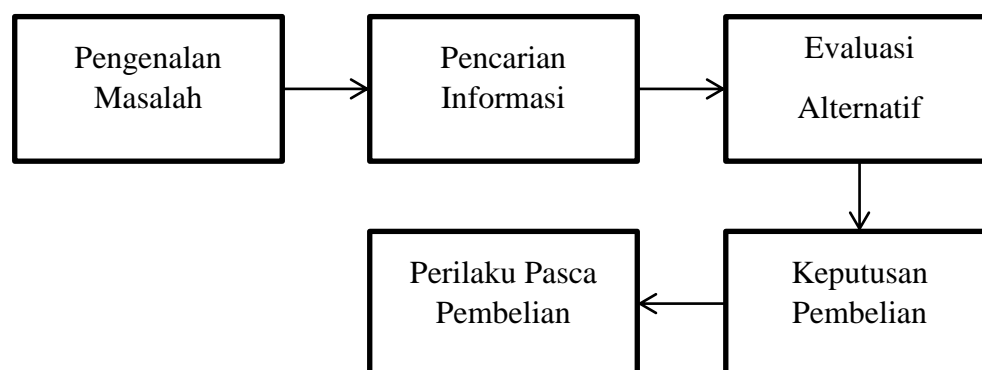 Pengenalan
Masalah
Pencarian
Informasi
Evaluasi
Alternatif
Perilaku Pasca
Pembelian
Keputusan
Pembelian